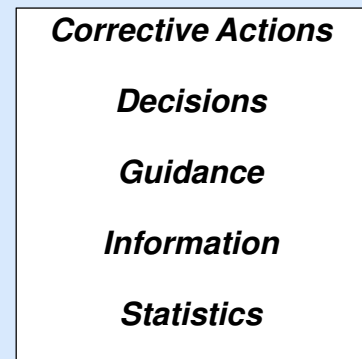 Corrective Actions
Decisions
Guidance
Information
Statistics